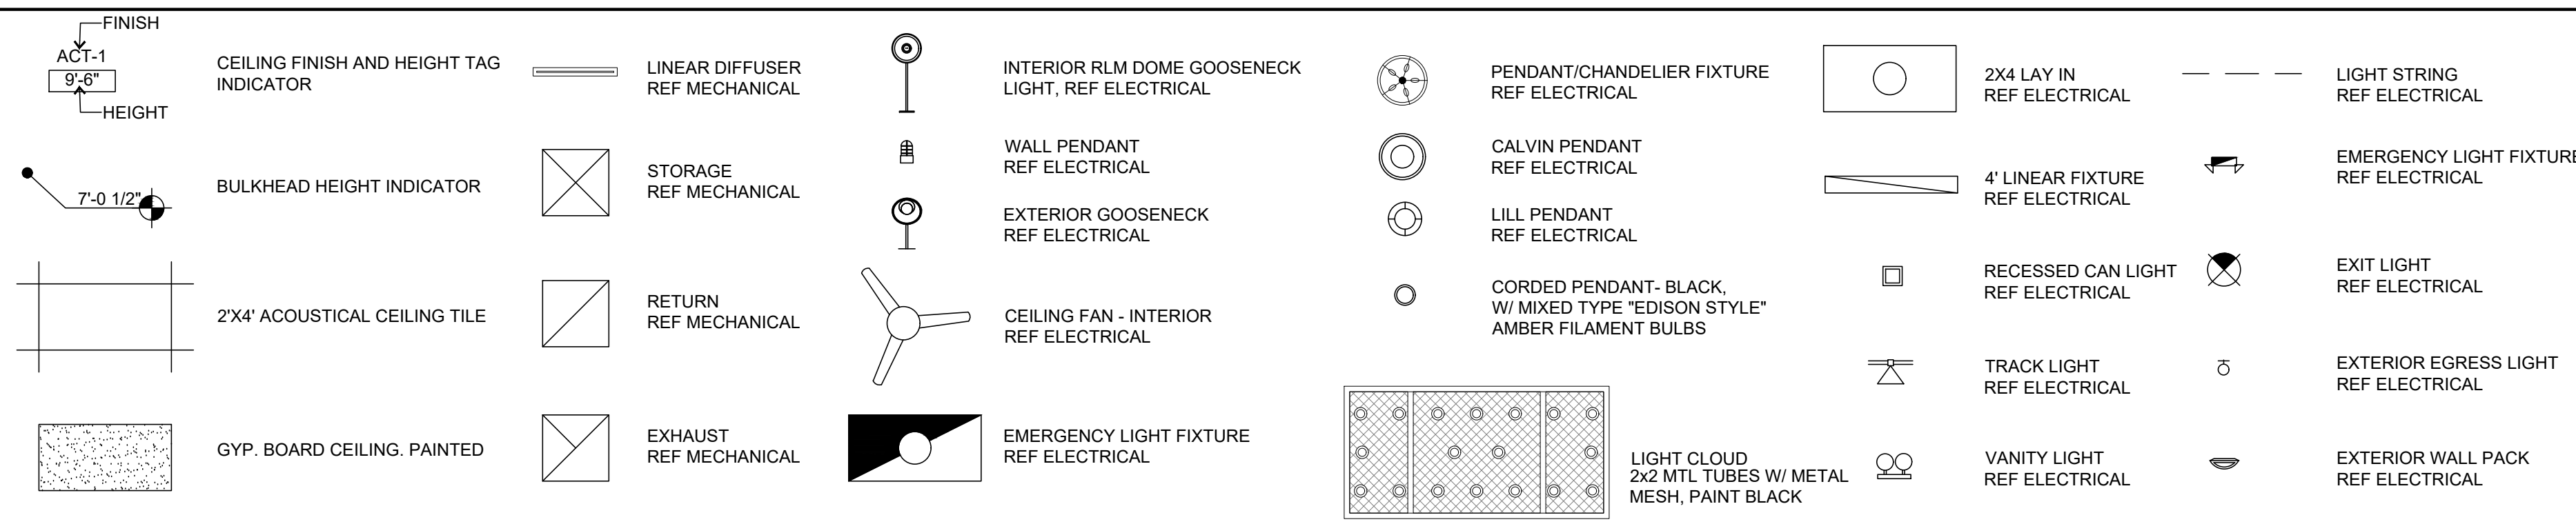 FINISH
ACT-1
9'-6"
HEIGHT
CEILING FINISH AND HEIGHT TAG
INDICATOR
7'-0 1/2"
BULKHEAD HEIGHT INDICATOR
2'X4' ACOUSTICAL CEILING TILE
GYP. BOARD CEILING. PAINTED
LINEAR DIFFUSER
REF MECHANICAL
STORAGE
REF MECHANICAL
RETURN
REF MECHANICAL
EXHAUST
REF MECHANICAL
INTERIOR RLM DOME GOOSENECK
LIGHT, REF ELECTRICAL
WALL PENDANT
REF ELECTRICAL
EXTERIOR GOOSENECK
REF ELECTRICAL
CEILING FAN - INTERIOR
REF ELECTRICAL
EMERGENCY LIGHT FIXTURE
REF ELECTRICAL
PENDANT/CHANDELIER FIXTURE
REF ELECTRICAL
CALVIN PENDANT
REF ELECTRICAL
LILL PENDANT
REF ELECTRICAL
CORDED PENDANT- BLACK,
W/ MIXED TYPE "EDISON STYLE"
AMBER FILAMENT BULBS
LIGHT CLOUD
2x2 MTL TUBES W/ METAL
MESH, PAINT BLACK
2X4 LAY IN
REF ELECTRICAL
4' LINEAR FIXTURE
REF ELECTRICAL
RECESSED CAN LIGHT
REF ELECTRICAL
TRACK LIGHT
REF ELECTRICAL
VANITY LIGHT
REF ELECTRICAL
LIGHT STRING
REF ELECTRICAL
EMERGENCY LIGHT FIXTURE
REF ELECTRICAL
EXIT LIGHT
REF ELECTRICAL
EXTERIOR EGRESS LIGHT
REF ELECTRICAL
EXTERIOR WALL PACK
REF ELECTRICAL